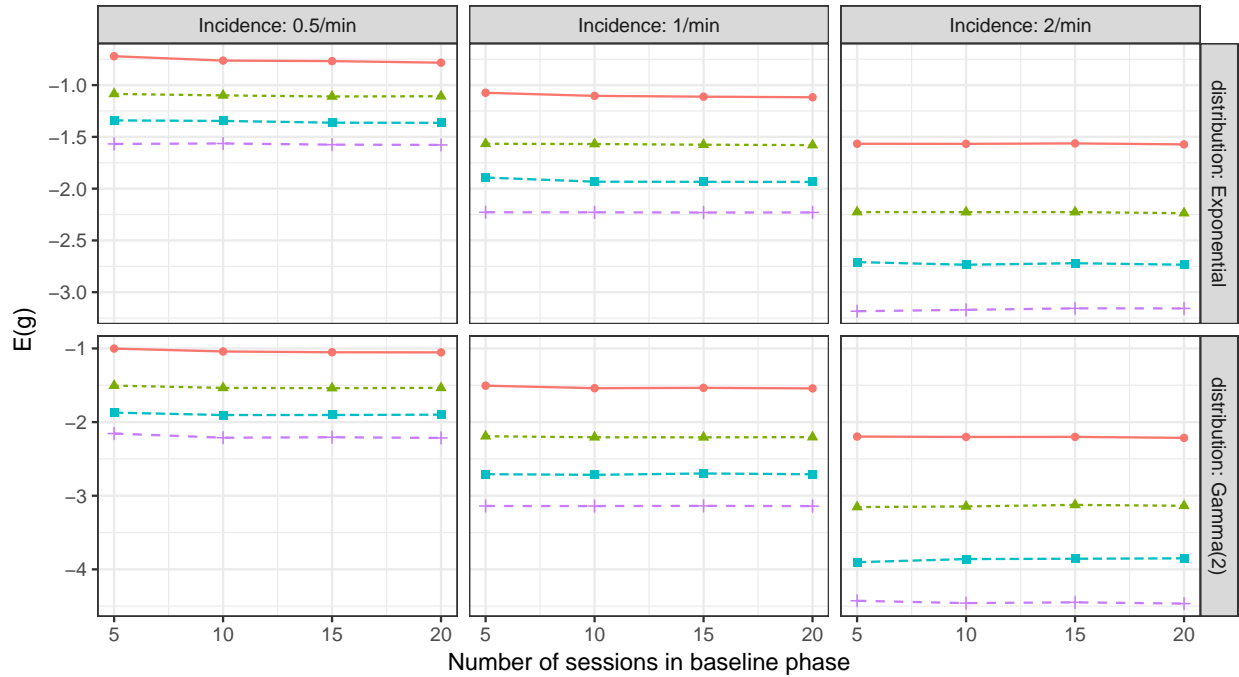 Incidence: 0.5/min
Incidence: 1/min
Incidence: 2/min
E(g)
−1.0
−1.5
−2.0
−2.5
−3.0
distribution: Exponential
−1
−2
−3
−4
distribution: Gamma(2)
5 10 15 20
5 10 15 20
5 10 15 20
Number of sessions in baseline phase